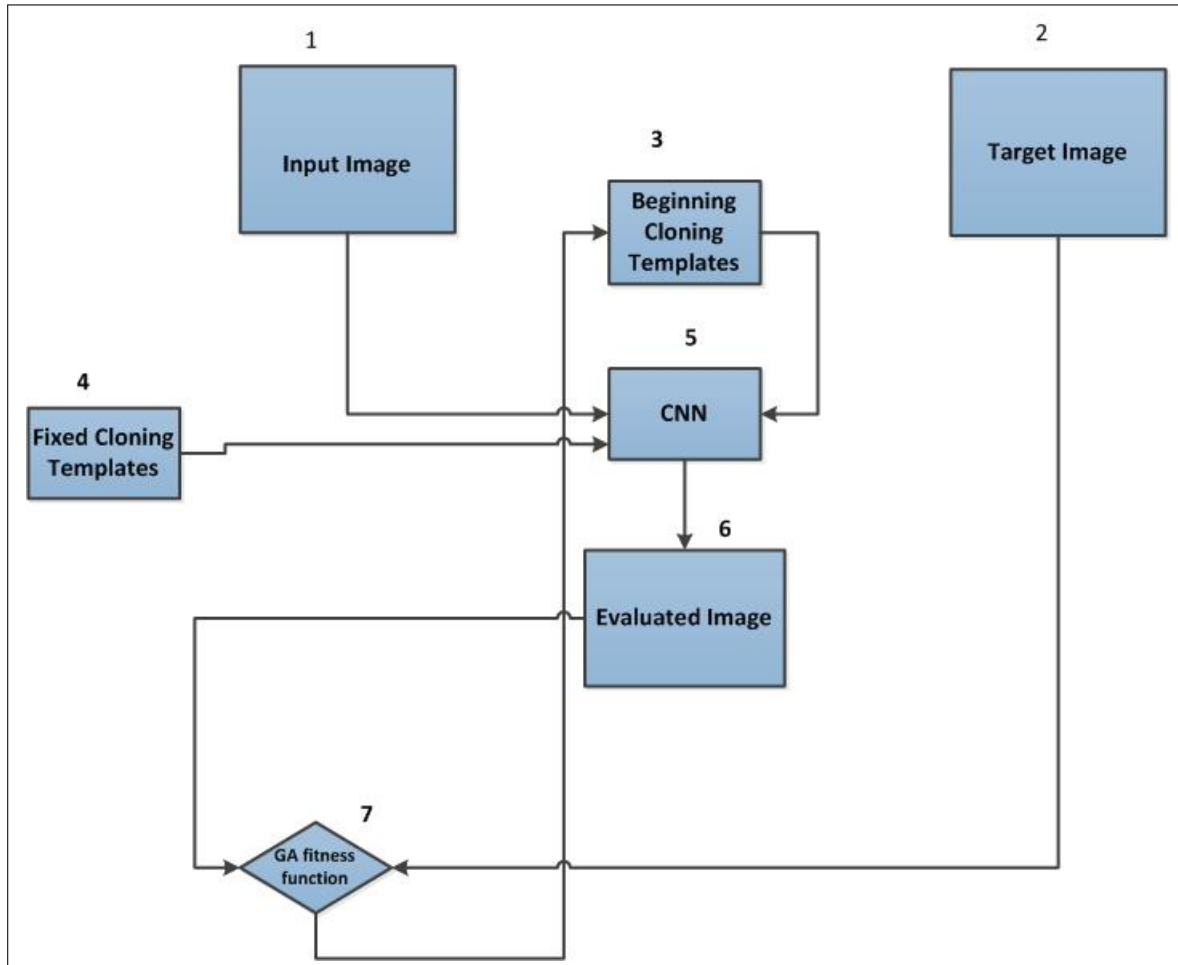 1
Input Image
2
Target Image
3
Beginning
Cloning
Templates
4
Fixed Cloning
Templates
5
CNN
6
Evaluated Image
7
GA fitness
function